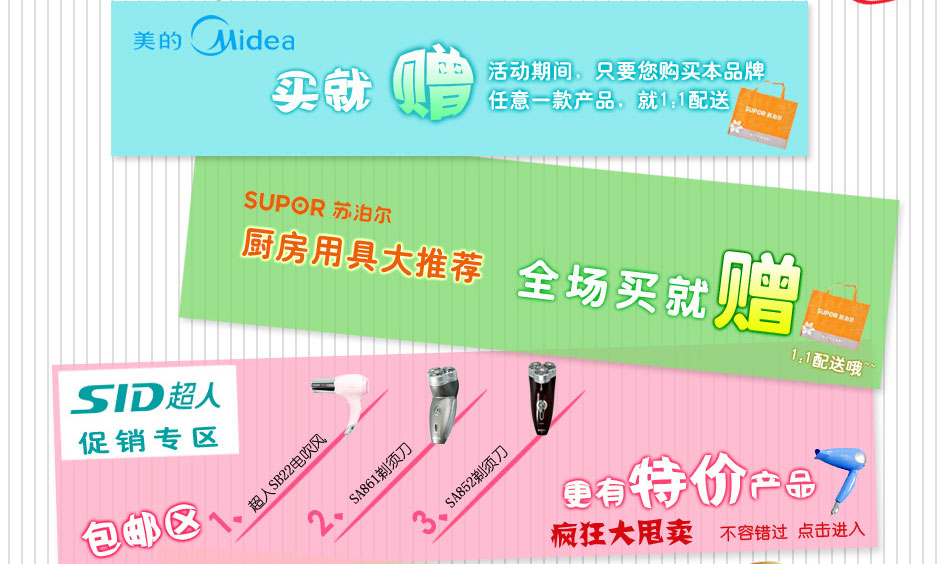 美的 Midea
买就 赠
活动期间，只要您购买本品牌
任意一款产品，就1:1配送
SUPOR 苏泊尔
SUPOR 苏泊尔
厨房用具大推荐
全场买就赠
SUPOR 苏泊尔
1:1配送哦~~
SID超人
促销专区
包邮区
1、超人SB22电吹风
2、SA861剃须刀
3、SA852剃须刀
更有特价产品
疯狂大甩卖 不容错过 点击进入